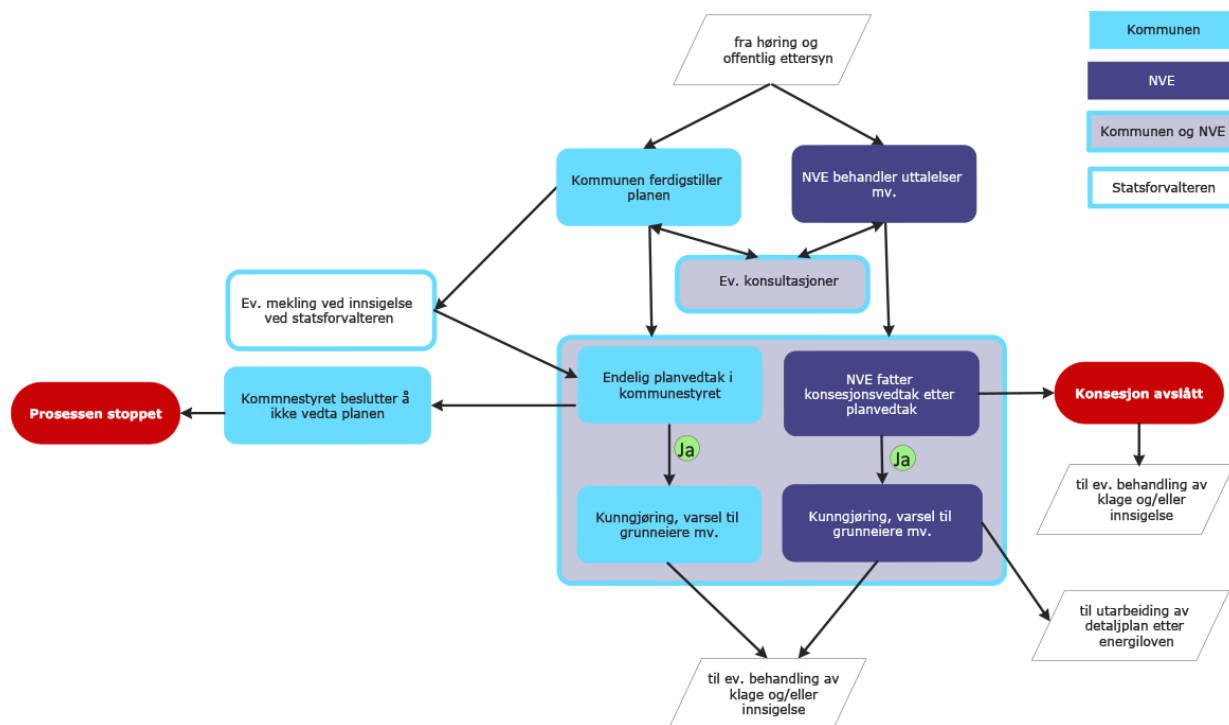 fra høring og
offentlig ettersyn
Kommunen
NVE
Kommunen og NVE
Statsforvalteren
Kommunen ferdigstiller
planen
NVE behandler uttalelser
mv.
Ev. konsultasjoner
Ev. mekling ved innsigelse
ved statsforvalteren
Endelig planvedtak i
kommunestyret
NVE fatter
konsesjonsvedtak etter
planvedtak
Prosessen stoppet
Kommnestyret beslutter å
ikke vedta planen
Konsesjon avslått
Ja
Ja
til ev. behandling av
klage og/eller
innsigelse
Kunngjøring, varsel til
grunneiere mv.
Kunngjøring, varsel til
grunneiere mv.
til utarbeiding av
detaljplan etter
energiloven
til ev. behandling av
klage og/eller
innsigelse